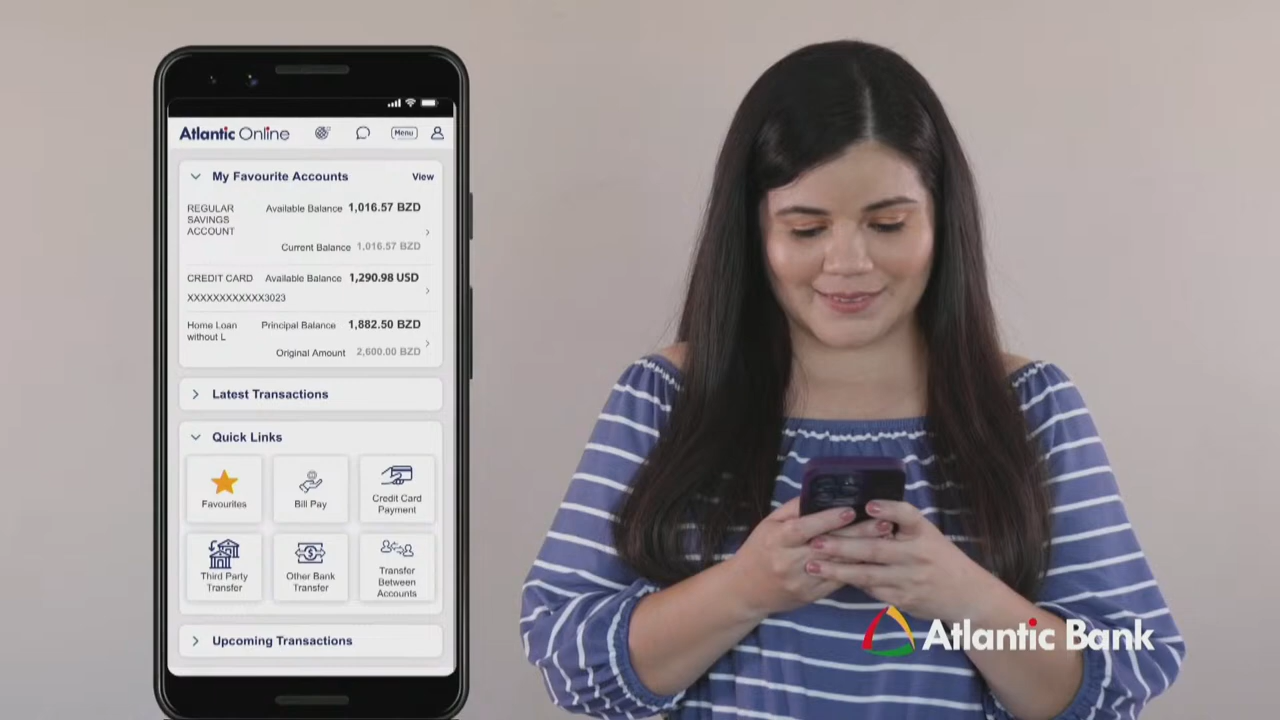 Atlantic Online
Menu
My Favourite Accounts View
REGULAR SAVINGS ACCOUNT
Available Balance 1,016.57 BZD
Current Balance 1,016.57 BZD
CREDIT CARD Available Balance 1,290.98 USD
XXXXXXXXXXXX3023
Home Loan without L
Principal Balance 1,882.50 BZD
Original Amount 2,600.00 BZD
Latest Transactions
Quick Links
Favourites
Bill Pay
Credit Card
Payment
Third Party
Transfer
Other Bank
Transfer
Transfer
Between
Accounts
Upcoming Transactions
Atlantic Bank